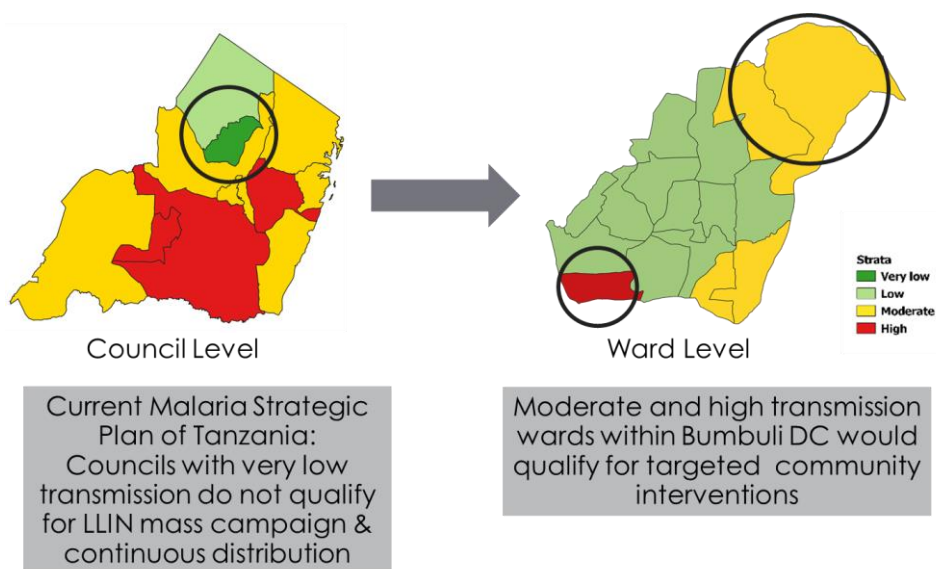 Council Level
Ward Level
Strata
Very low
Low
Moderate
High
Current Malaria Strategic
Plan of Tanzania:
Councils with very low
transmission do not qualify
for LLIN mass campaign &
continuous distribution
Moderate and high transmission
wards within Bumbuli DC would
qualify for targeted community
interventions